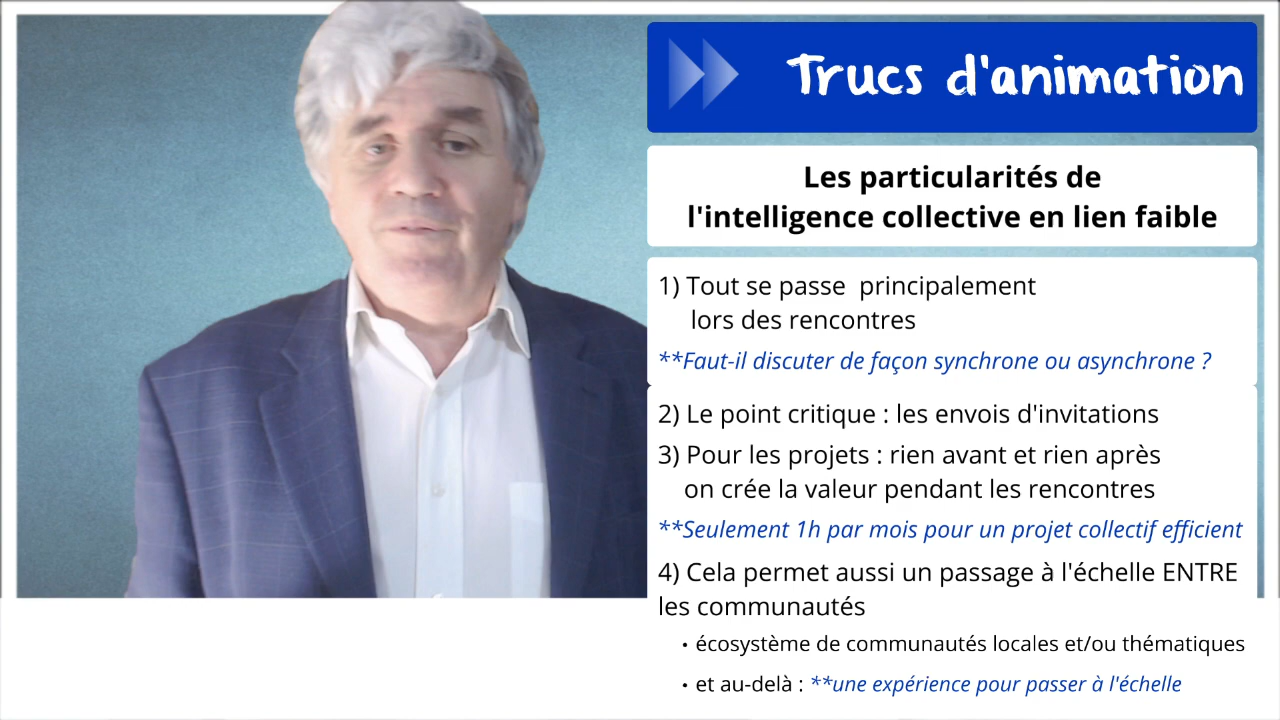 Trucs d'animation
Les particularités de
l'intelligence collective en lien faible
1) Tout se passe principalement
lors des rencontres
**Faut-il discuter de façon synchrone ou asynchrone ?
2) Le point critique : les envois d'invitations
3) Pour les projets : rien avant et rien après
on crée la valeur pendant les rencontres
**Seulement 1h par mois pour un projet collectif efficient
4) Cela permet aussi un passage à l'échelle ENTRE
les communautés
• écosystème de communautés locales et/ou thématiques
• et au-delà : **une expérience pour passer à l'échelle